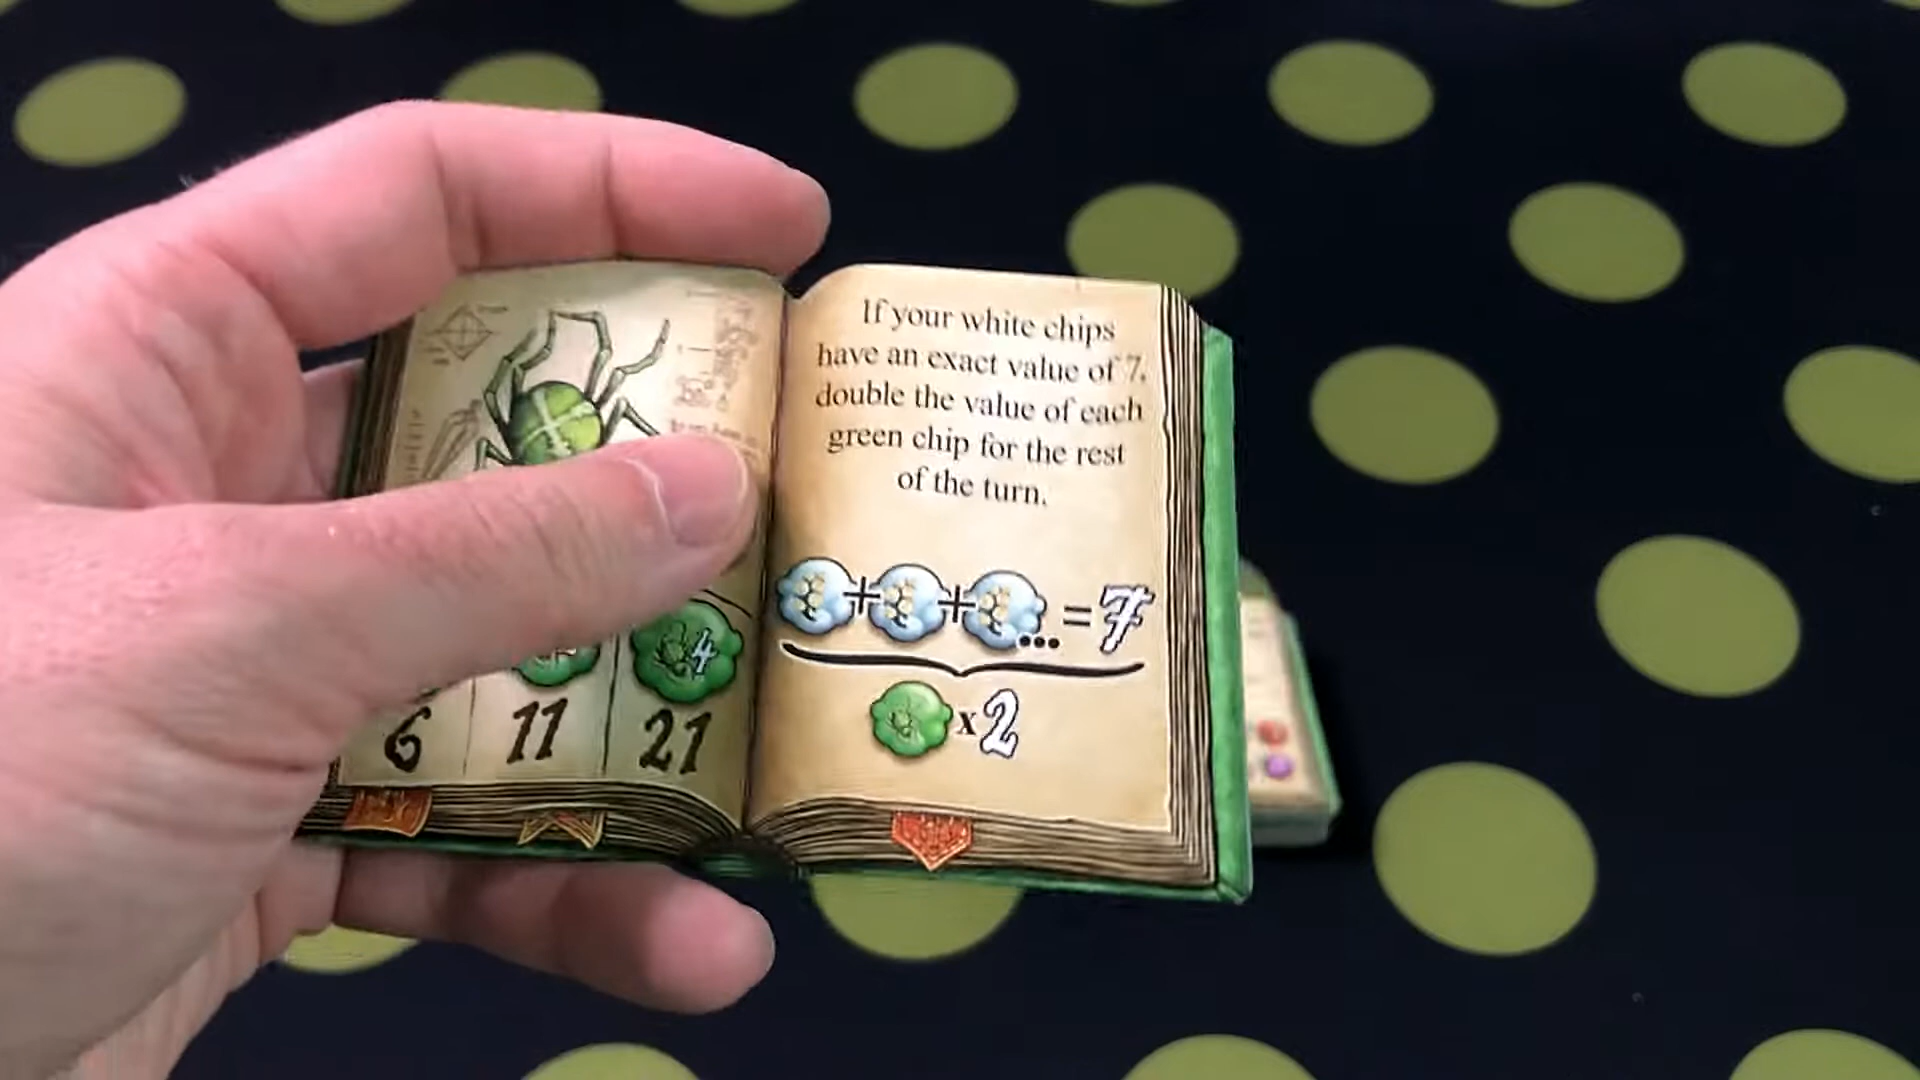 If your white chips
have an exact value of 7,
double the value of each
green chip for the rest
of the turn.
+ + ... = 7
x 2
4
6 11 21